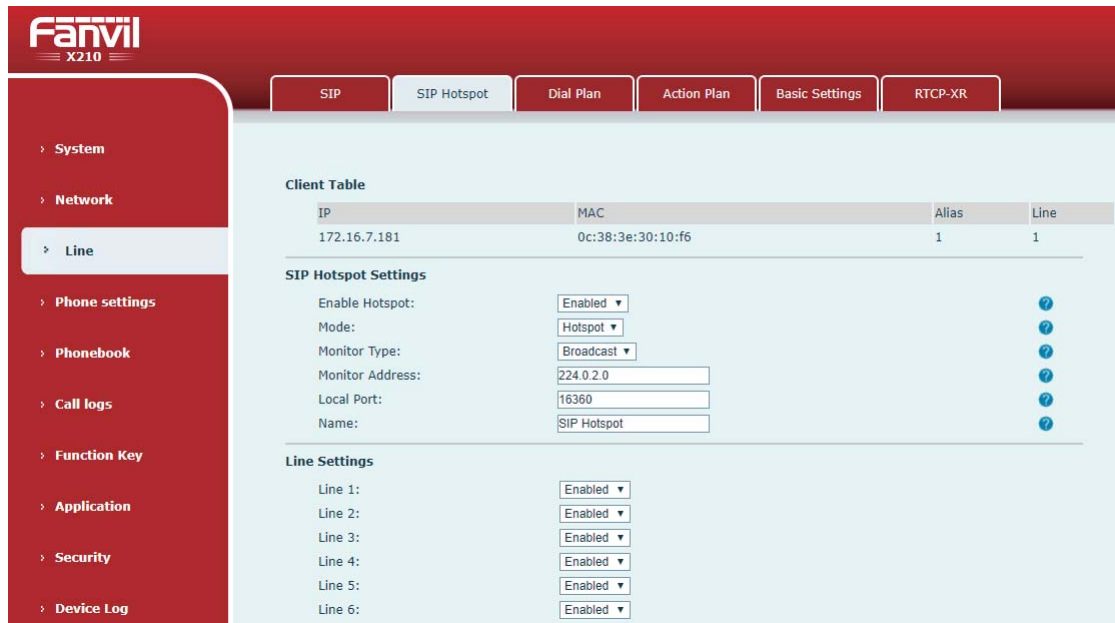 Fanvil
X210
SIP
SIP Hotspot
Dial Plan
Action Plan
Basic Settings
RTCP-XR
› System
› Network
› Line
› Phone settings
› Phonebook
› Call logs
› Function Key
› Application
› Security
› Device Log
Client Table
IP MAC Alias Line
172.16.7.181 0c:38:3e:30:10:f6 1 1
SIP Hotspot Settings
Enable Hotspot: Enabled ▼ ?
Mode: Hotspot ▼ ?
Monitor Type: Broadcast ▼ ?
Monitor Address: 224.0.2.0 ?
Local Port: 16360 ?
Name: SIP Hotspot ?
Line Settings
Line 1: Enabled ▼
Line 2: Enabled ▼
Line 3: Enabled ▼
Line 4: Enabled ▼
Line 5: Enabled ▼
Line 6: Enabled ▼